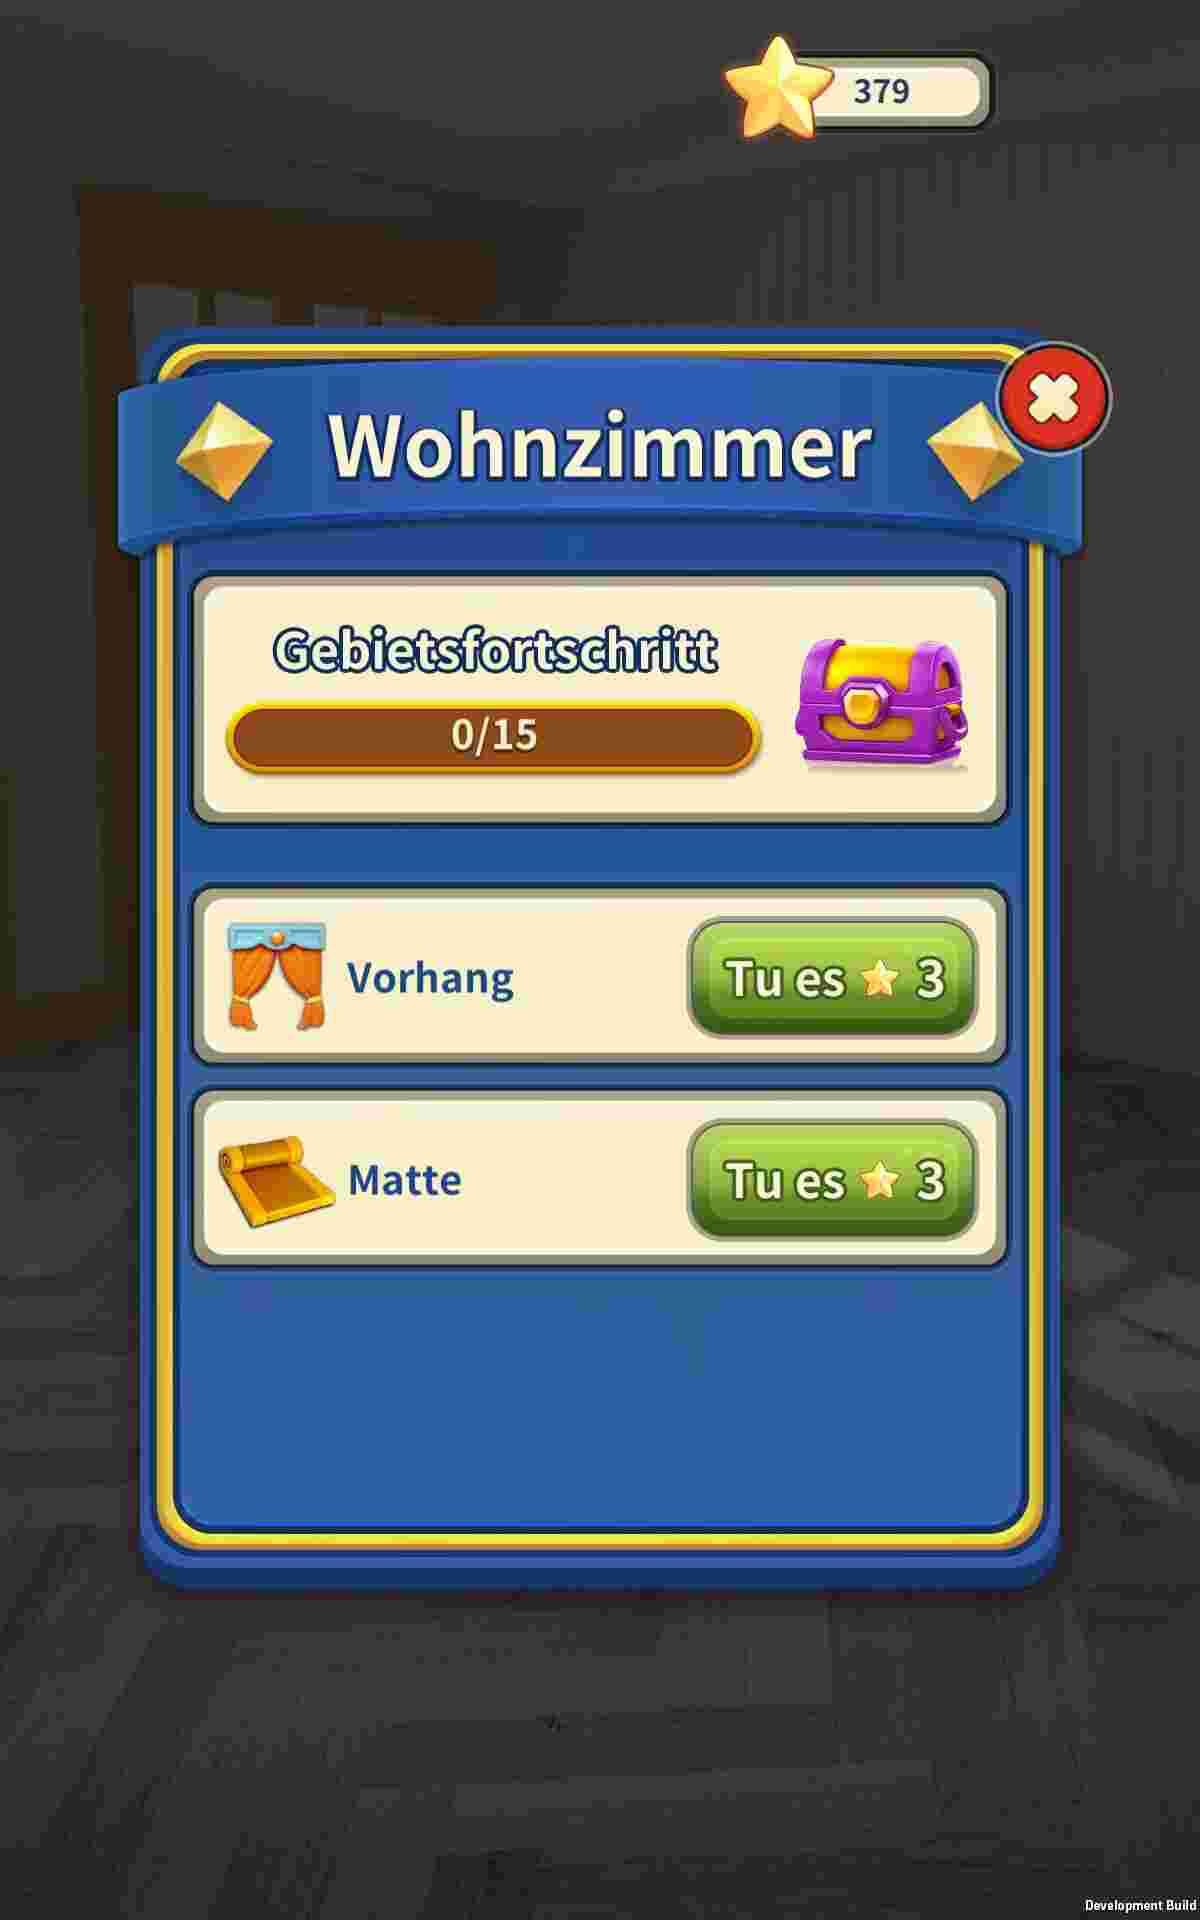 379
Wohnzimmer
Gebietsfortschritt
0/15
Vorhang
Tu es 3
Matte
Tu es 3
Development Build